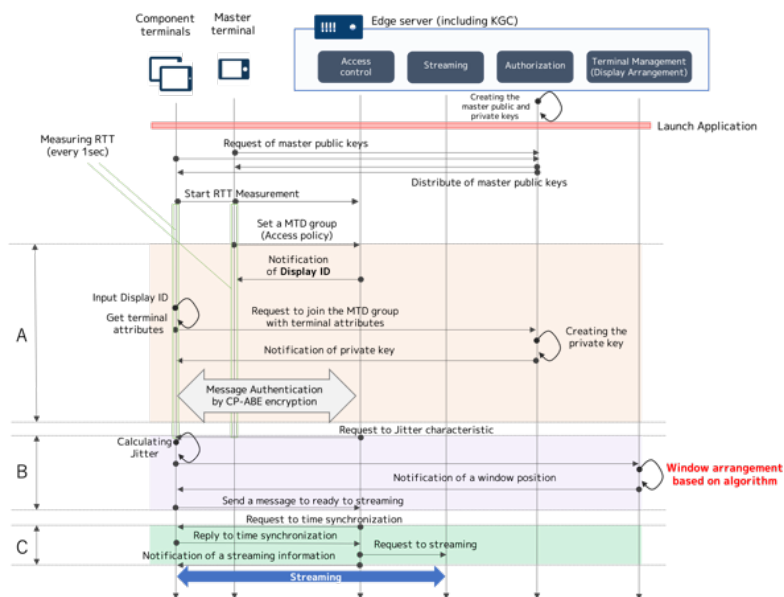 Component
terminals
Master
terminal
Edge server (including KGC)
Access
control
Streaming
Authorization
Terminal Management
(Display Arrangement)
Creating the
master public and
private keys
Launch Application
Measuring RTT
(every 1sec)
Request of master public keys
Distribute of master public keys
Start RTT Measurement
Set a MTD group
(Access policy)
Notification
of Display ID
A
Input Display ID
Get terminal
attributes
Request to join the MTD group
with terminal attributes
Creating the
private key
Notification of private key
Message Authentication
by CP-ABE encryption
Request to Jitter characteristic
B
Calculating
Jitter
Notification of a window position
Window arrangement
based on algorithm
Send a message to ready to streaming
Request to time synchronization
C
Reply to time synchronization
Request to streaming
Notification of a streaming information
Streaming